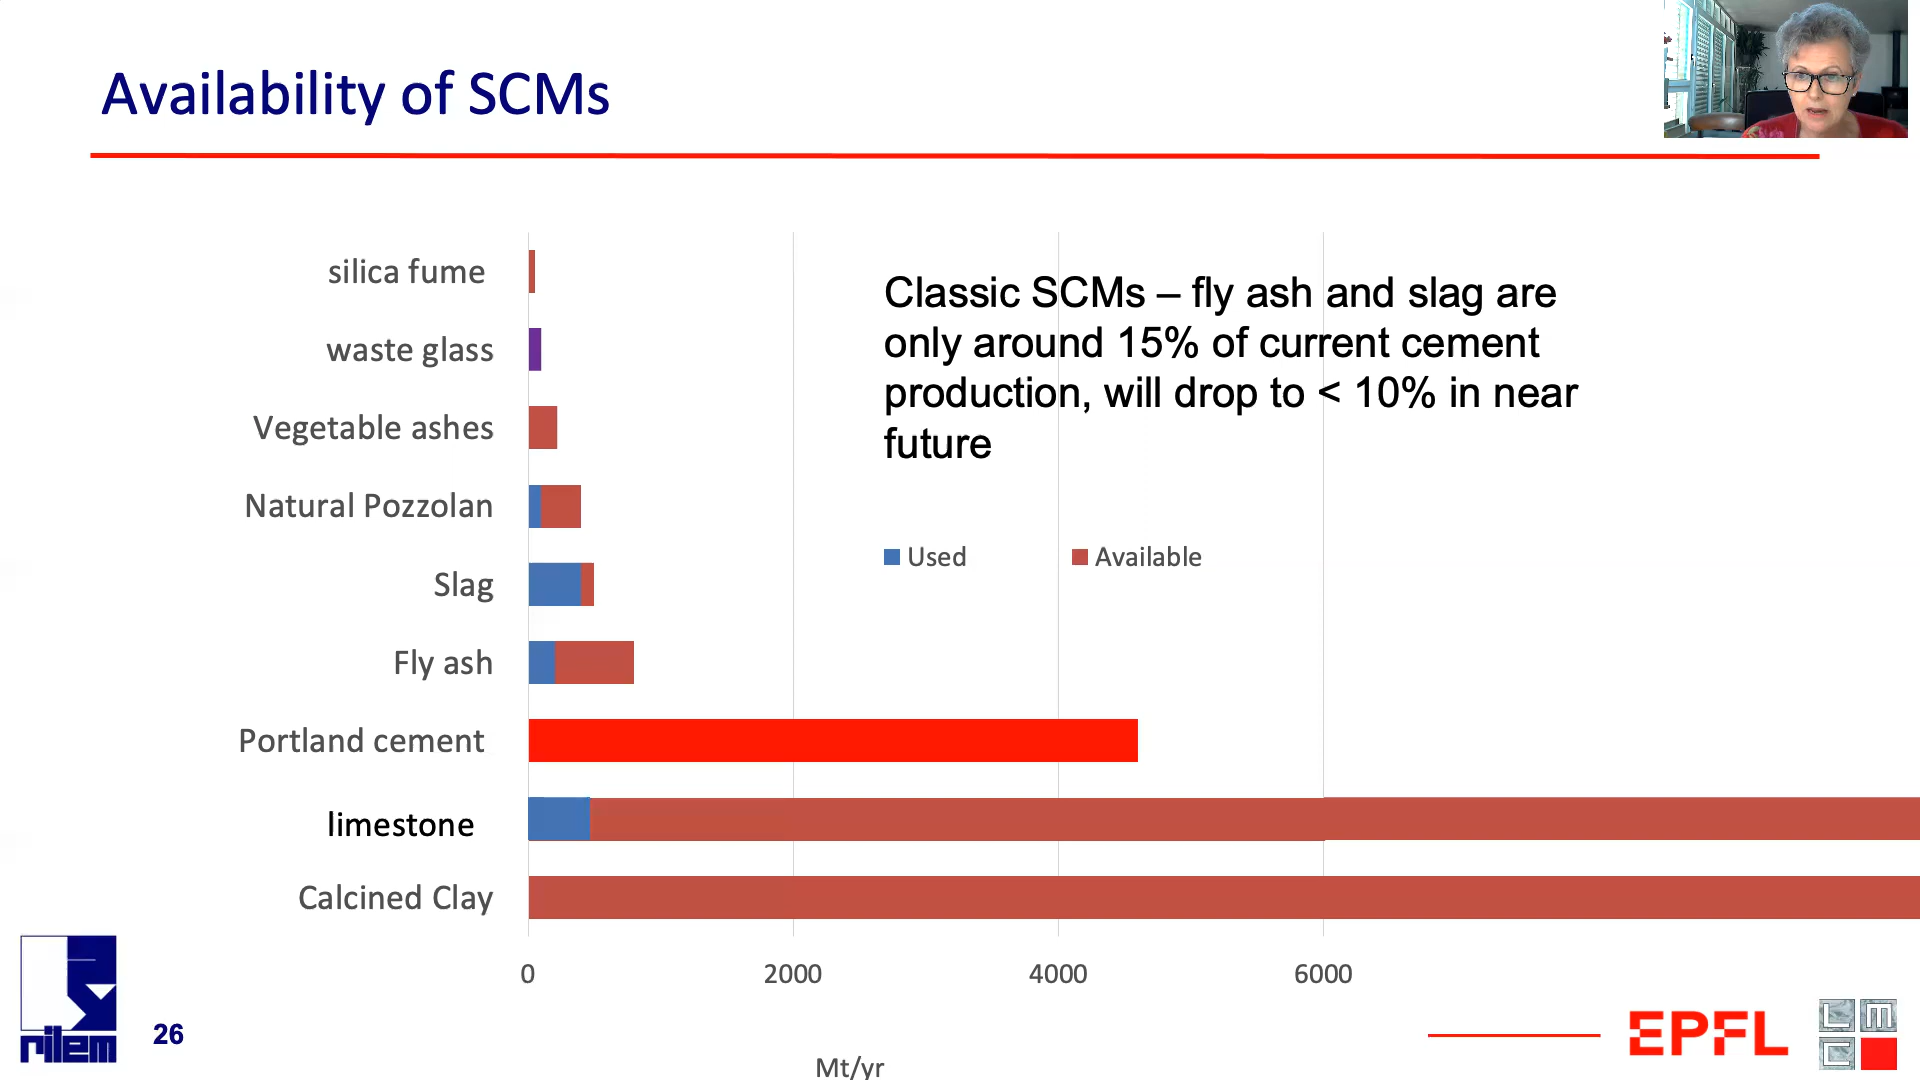 Availability of SCMs
silica fume
waste glass
Vegetable ashes
Natural Pozzolan
Slag
Fly ash
Portland cement
limestone
Calcined Clay
Classic SCMs – fly ash and slag are
only around 15% of current cement
production, will drop to < 10% in near
future
Used
Available
0
2000
4000
6000
Mt/yr
rilem
26
EPFL
L M
C